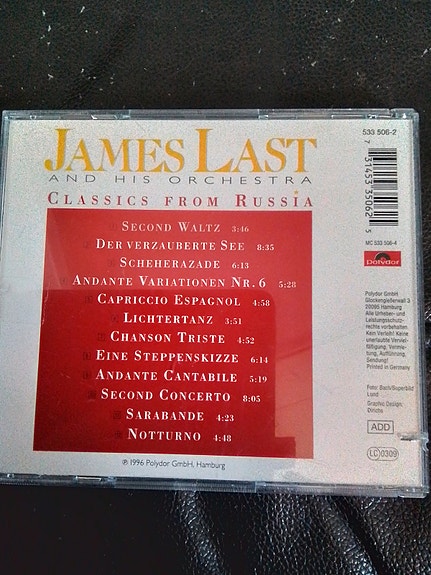 JAMES LAST
AND HIS ORCHESTRA
CLASSICS FROM RUSSIA
SECOND WALTZ 3:46
DER VERZAUBERTE SEE 8:35
SCHEHERAZADE 6:13
ANDANTE VARIATIONEN NR. 6 5:28
CAPRICCIO ESPAGNOL 4:58
LICHTERTANZ 3:51
CHANSON TRISTE 4:52
EINE STEPPENSKIZZE 6:14
ANDANTE CANTABILE 5:19
SECOND CONCERTO 8:05
SARABANDE 4:23
NOTTURNO 4:48
℗ 1996 Polydor GmbH, Hamburg
533 506-2
7 31453 35062 5
MC 533 506-4
polydor
Polydor GmbH
Glockengießerwall 3
20095 Hamburg
Alle Urheber- und
Leistungsschutz-
rechte vorbehalten
Kein Verleih! Keine
unerlaubte Verviel-
fältigung, Vermie-
tung, Aufführung,
Sendung!
Printed in Germany
Foto: Bach/Superbild
Lund
Graphic Design:
Dirichs
ADD
LC 0309